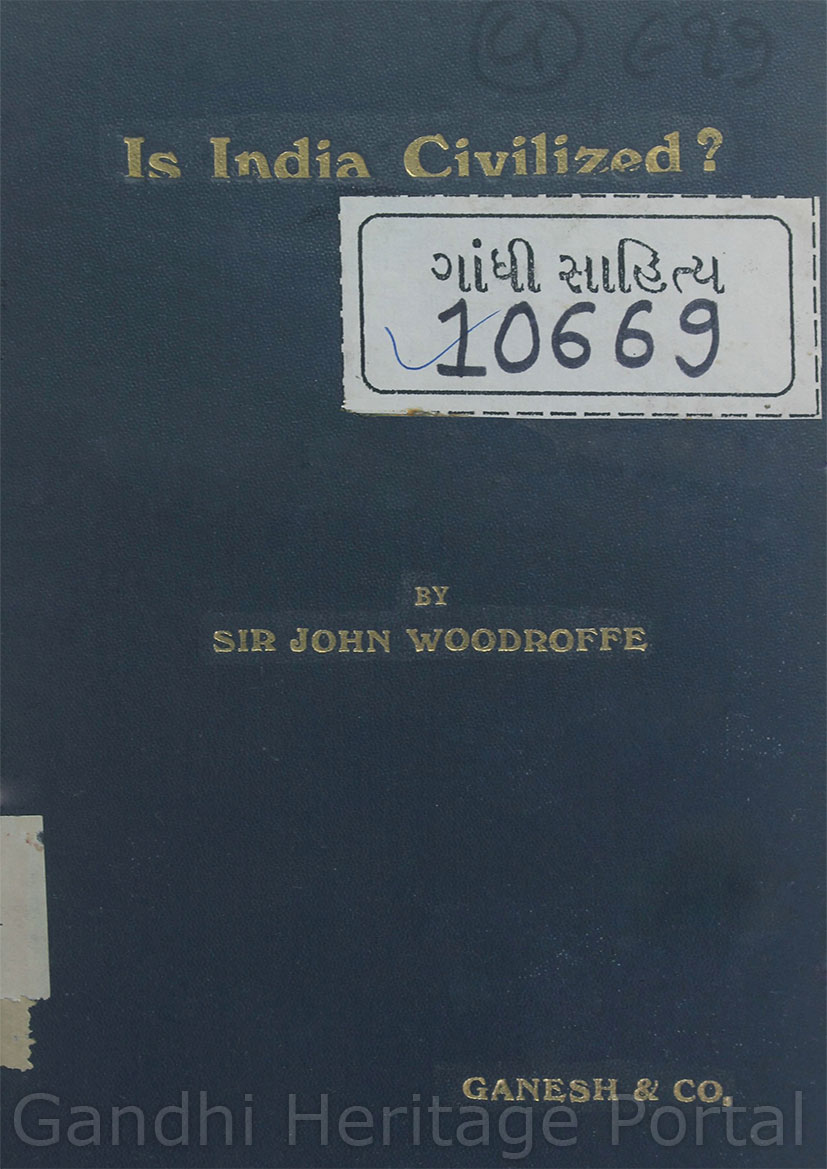 Is India Civilized?
ગાંધી સાહિત્ય
10669
BY
SIR JOHN WOODROFFE
GANESH & CO.
Gandhi Heritage Portal